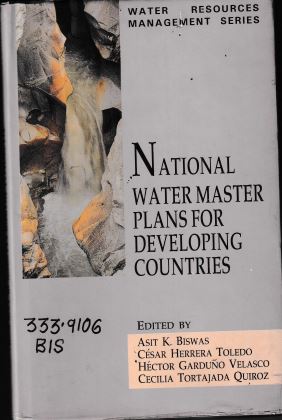 WATER RESOURCES
MANAGEMENT SERIES
NATIONAL
WATER MASTER
PLANS FOR
DEVELOPING
COUNTRIES
333.9106
BIS
EDITED BY
ASIT K. BISWAS
CÉSAR HERRERA TOLEDO
HÉCTOR GARDUÑO VELASCO
CECILIA TORTAJADA QUIROZ